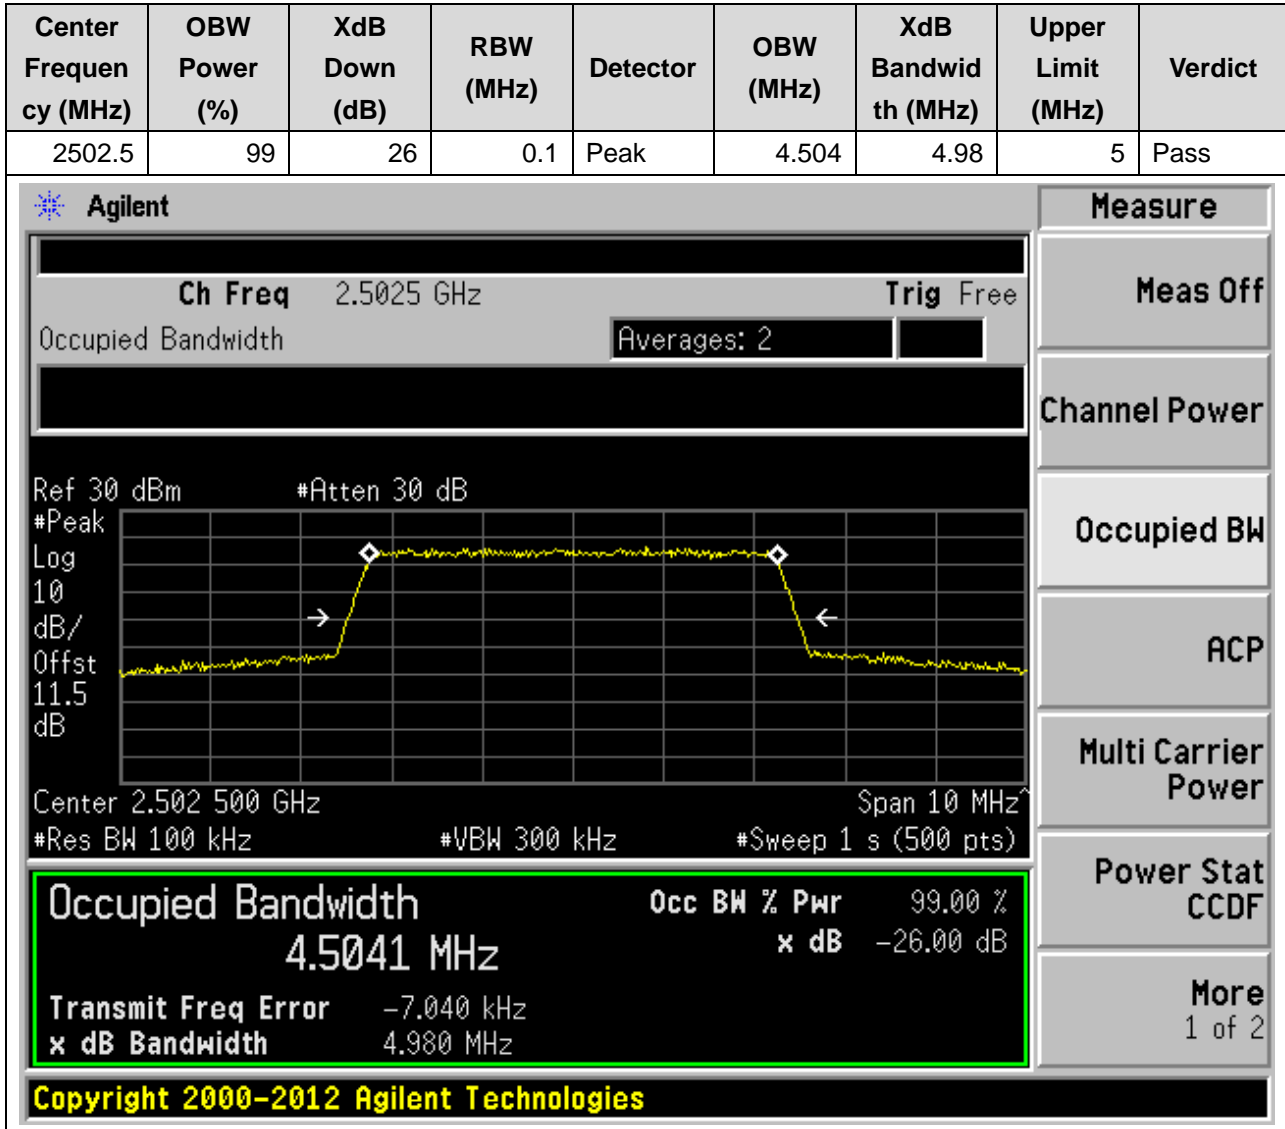 Center Frequen cy (MHz) OBW Power (%) XdB Down (dB) RBW (MHz) Detector OBW (MHz) XdB Bandwid th (MHz) Upper Limit (MHz) Verdict
2502.5 99 26 0.1 Peak 4.504 4.98 5 Pass
Agilent
Measure
Ch Freq 2.5025 GHz Trig Free
Meas Off
Occupied Bandwidth Averages: 2
Channel Power
Ref 30 dBm #Atten 30 dB
#Peak
Log
10
dB/
Offst
11.5
dB
Occupied BW
ACP
Multi Carrier
Power
Center 2.502 500 GHz Span 10 MHz^
#Res BW 100 kHz #VBW 300 kHz #Sweep 1 s (500 pts)
Power Stat
CCDF
Occupied Bandwidth Occ BW % Pwr 99.00 %
4.5041 MHz x dB -26.00 dB
Transmit Freq Error -7.040 kHz
x dB Bandwidth 4.980 MHz
More
1 of 2
Copyright 2000-2012 Agilent Technologies